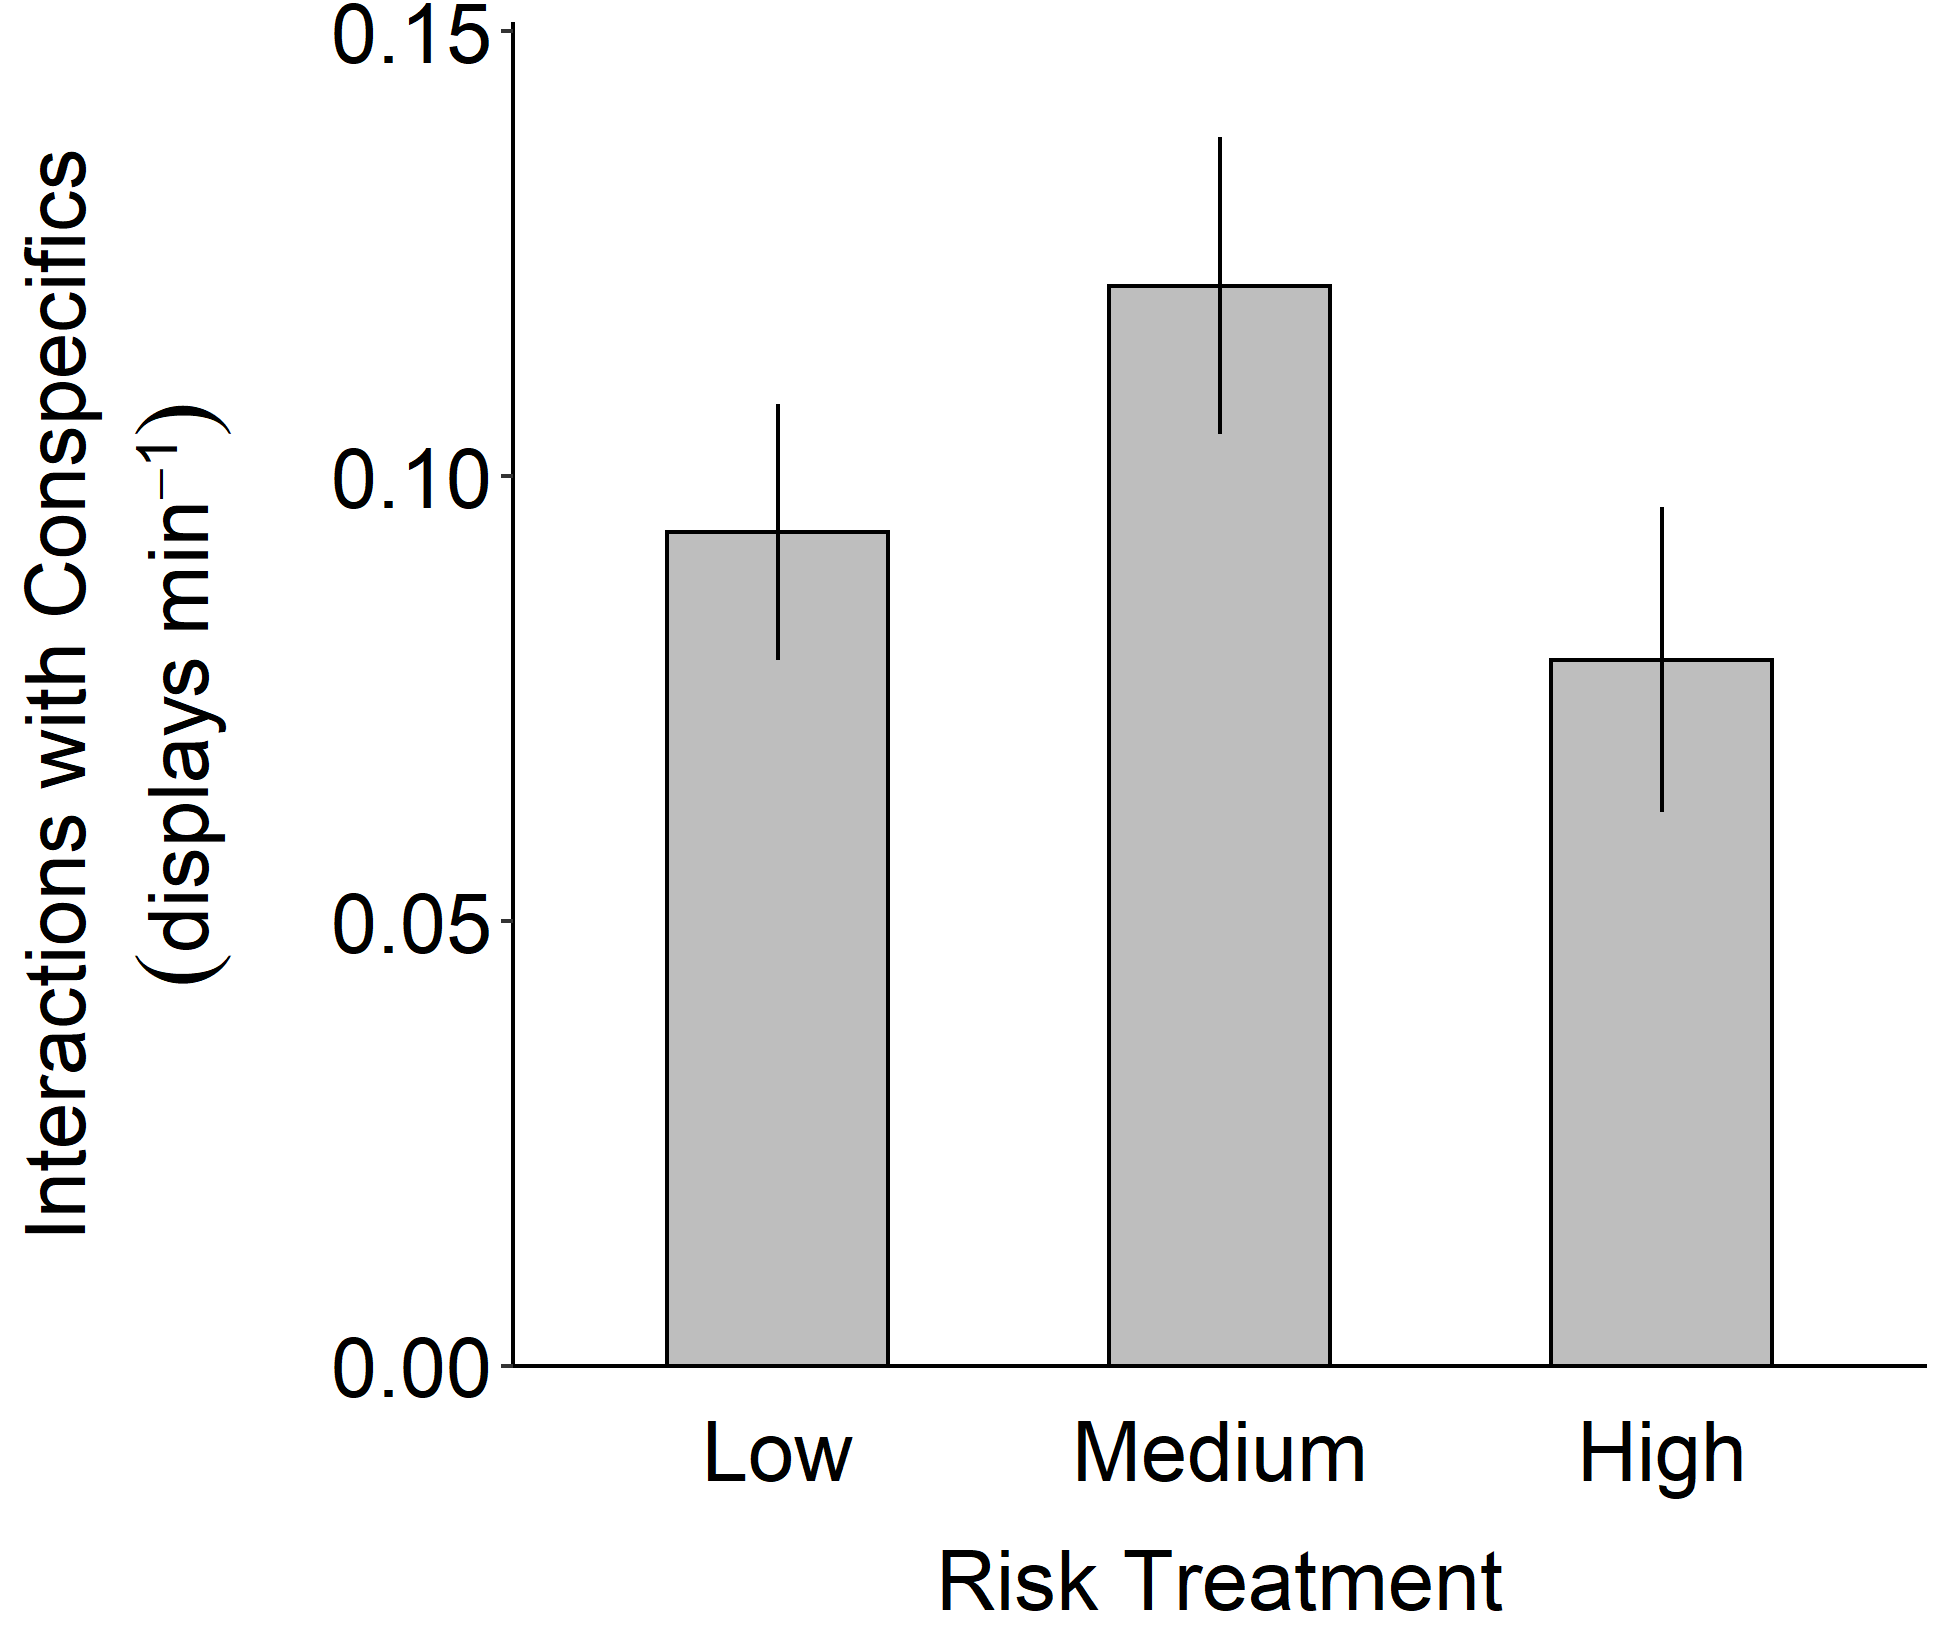 Interactions with Conspecifics
(displays min⁻¹)
0.15
0.10
0.05
0.00
Low Medium High
Risk Treatment